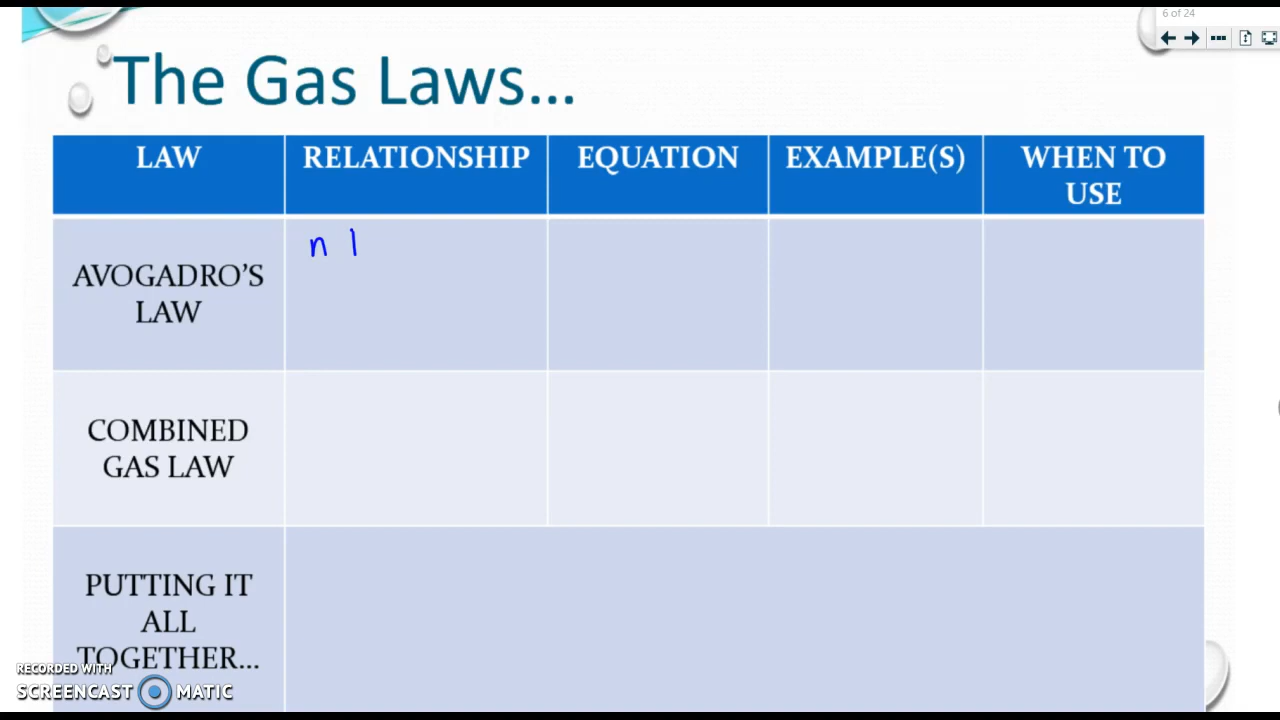 6 of 24
The Gas Laws...
LAW
RELATIONSHIP
EQUATION
EXAMPLE(S)
WHEN TO
USE
AVOGADRO'S
LAW
n l
COMBINED
GAS LAW
PUTTING IT
ALL
TOGETHER...
RECORDED WITH
SCREENCAST MATIC